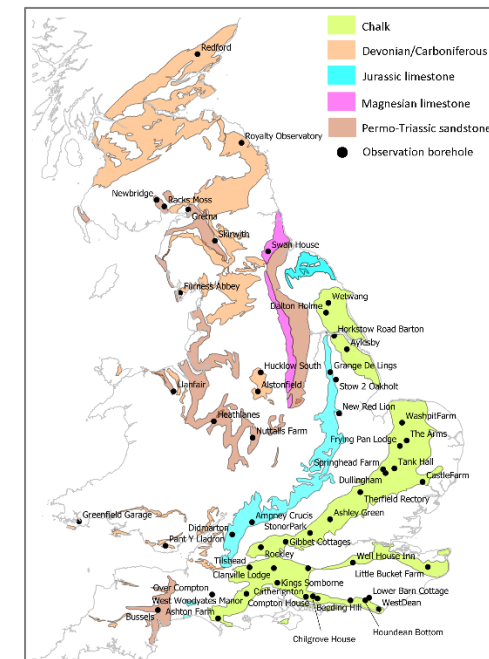 Chalk
Devonian/Carboniferous
Jurassic limestone
Magnesian limestone
Permo-Triassic sandstone
Observation borehole
Redford
Royalty Observatory
Newbridge
Racks Moss
Gretna
Skirwith
Swan House
Furness Abbey
Wetwang
Dalton Holme
Horkstow Road Barton
Aylesby
Hucklow South
Grange De Lings
Llanfair
Alstonfield
Stow 2 Oakholt
Heathlanes
New Red Lion
WashpitFarm
Nuttalls Farm
Frying Pan Lodge
The Arms
Springhead Farm
Tank Hall
Dullingham
CastleFarm
Therfield Rectory
Greenfield Garage
Ampney Crucis
Ashley Green
Didmarton
StonorPark
Pant Y Lladron
Gibbet Cottages
Rockley
Well House Inn
Tilshead
Clanville Lodge
Little Bucket Farm
Over Compton
Kings Somborne
West Woodyates Manor
Catherington
Lower Barn Cottage
Bussels
Ashton Farm
Compton House
Beeding Hill
WestDean
Chilgrove House
Houndean Bottom